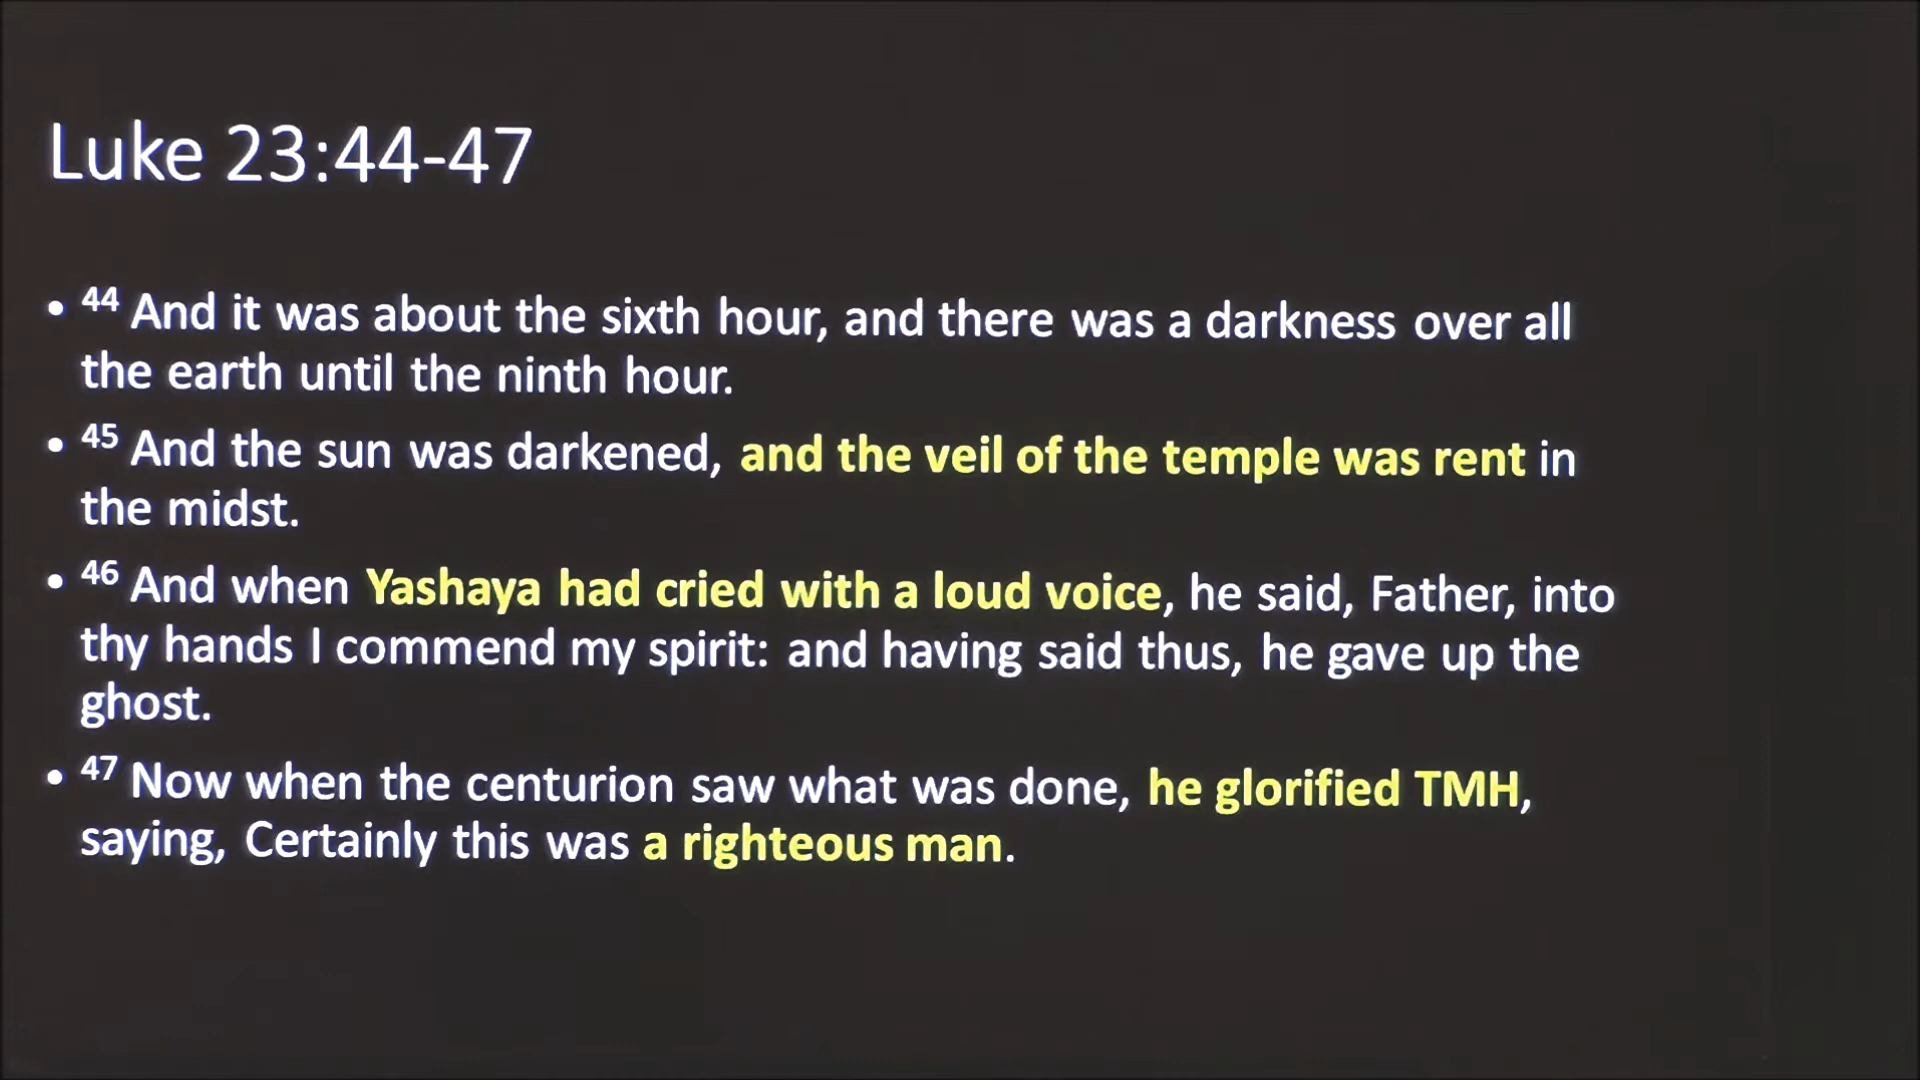 Luke 23:44-47
• 44 And it was about the sixth hour, and there was a darkness over all
the earth until the ninth hour.
• 45 And the sun was darkened, and the veil of the temple was rent in
the midst.
• 46 And when Yashaya had cried with a loud voice, he said, Father, into
thy hands I commend my spirit: and having said thus, he gave up the
ghost.
• 47 Now when the centurion saw what was done, he glorified TMH,
saying, Certainly this was a righteous man.